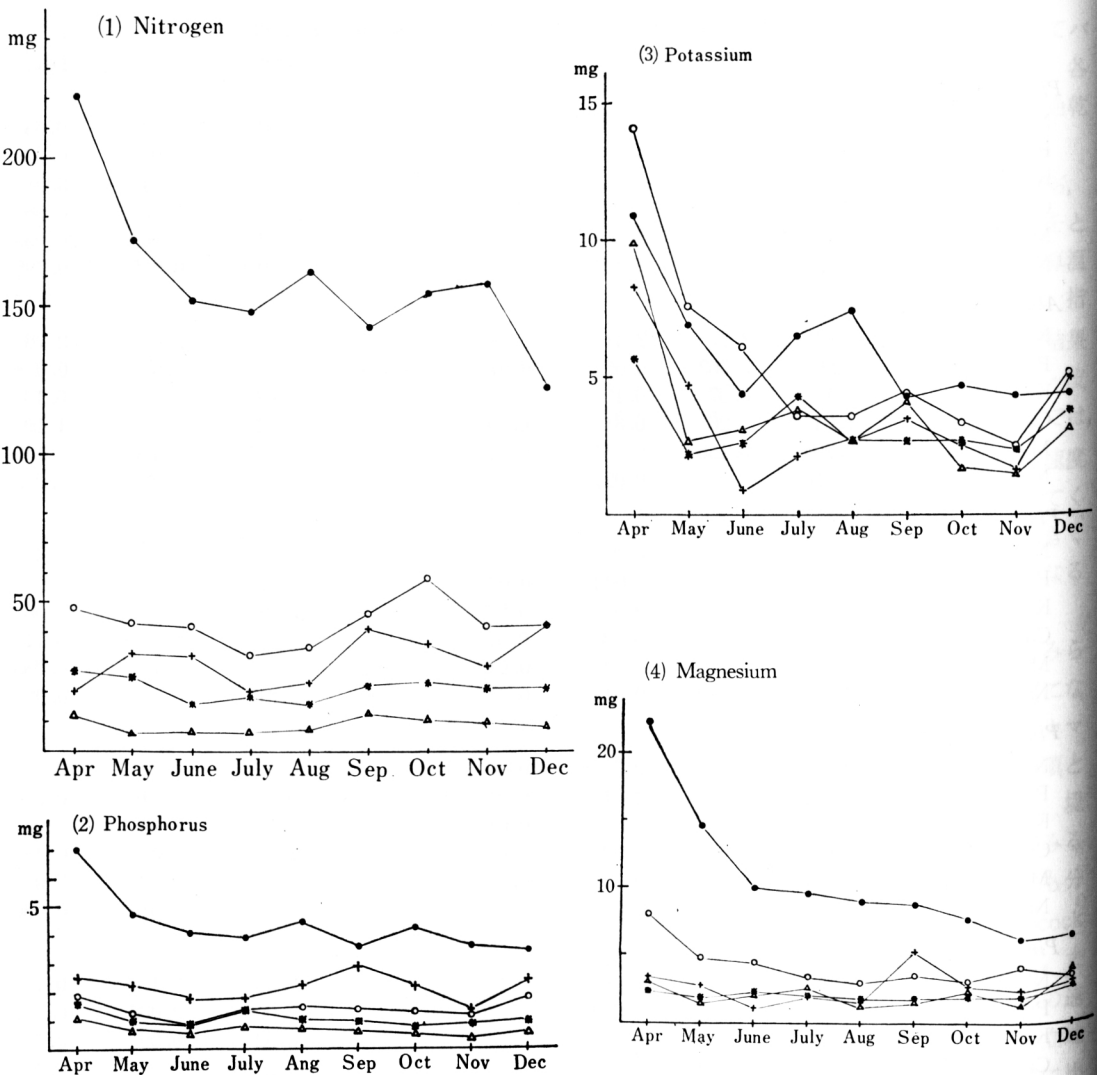 (1) Nitrogen
mg
200
150
100
50
Apr May June July Aug Sep Oct Nov Dec
(2) Phosphorus
mg
.5
Apr May June July Ang Sep Oct Nov Dec
(3) Potassium
mg
15
10
5
Apr May June July Aug Sep Oct Nov Dec
(4) Magnesium
mg
20
10
Apr May June July Aug Sep Oct Nov Dec